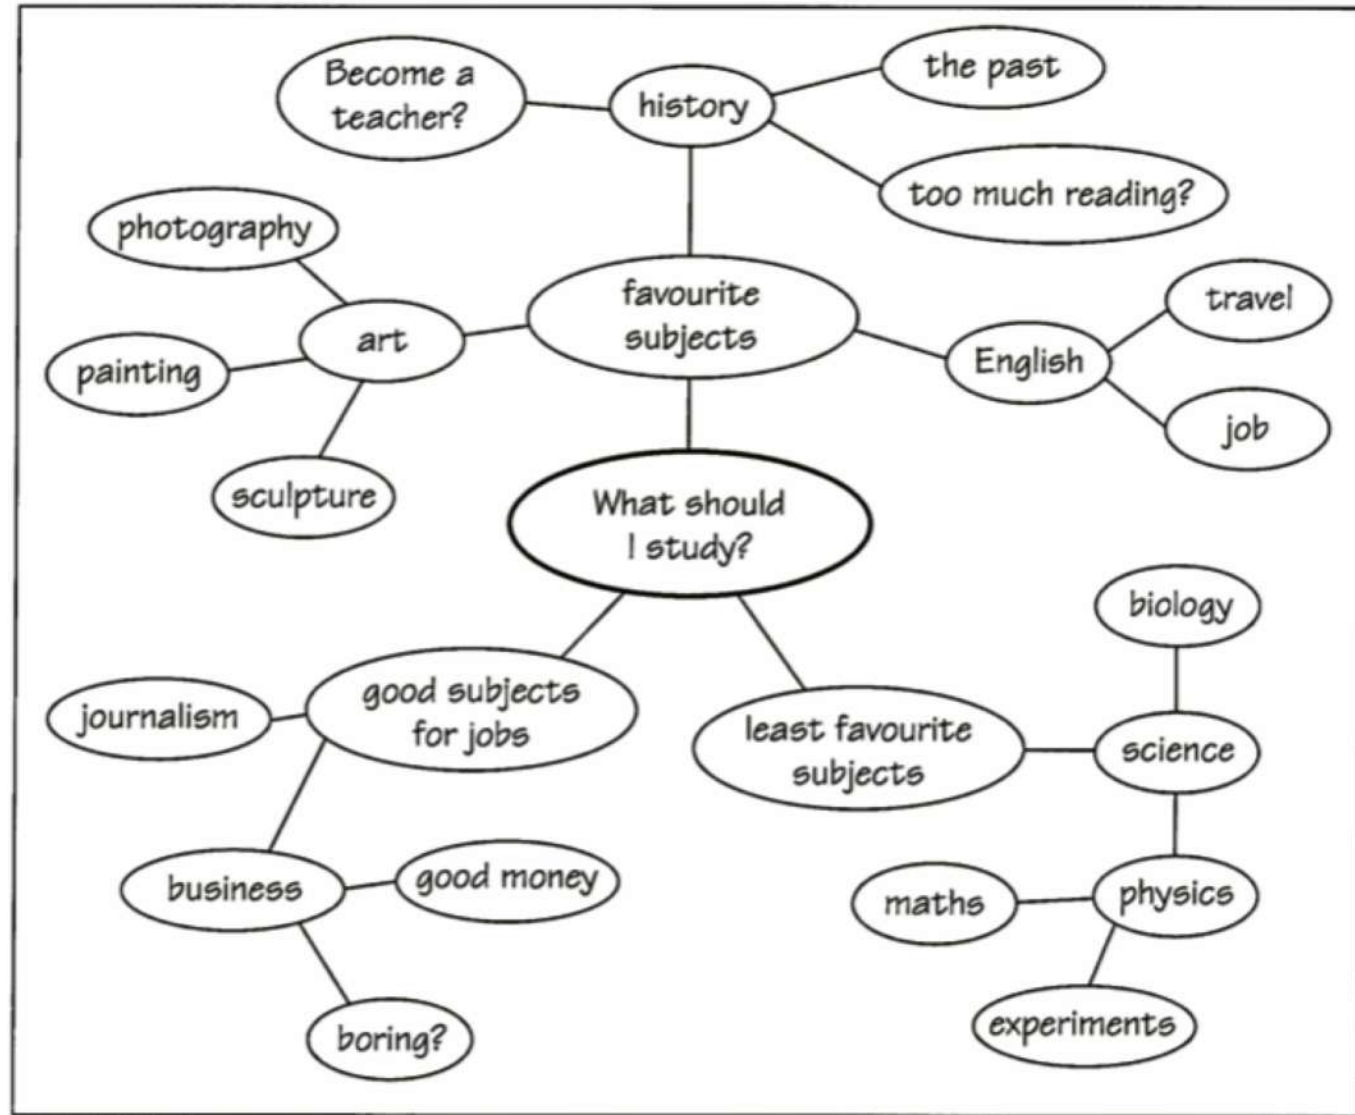 Become a
teacher?
history
the past
too much reading?
photography
favourite
subjects
travel
art
English
painting
job
sculpture
What should
I study?
biology
journalism
good subjects
for jobs
least favourite
subjects
science
business
good money
maths
physics
experiments
boring?